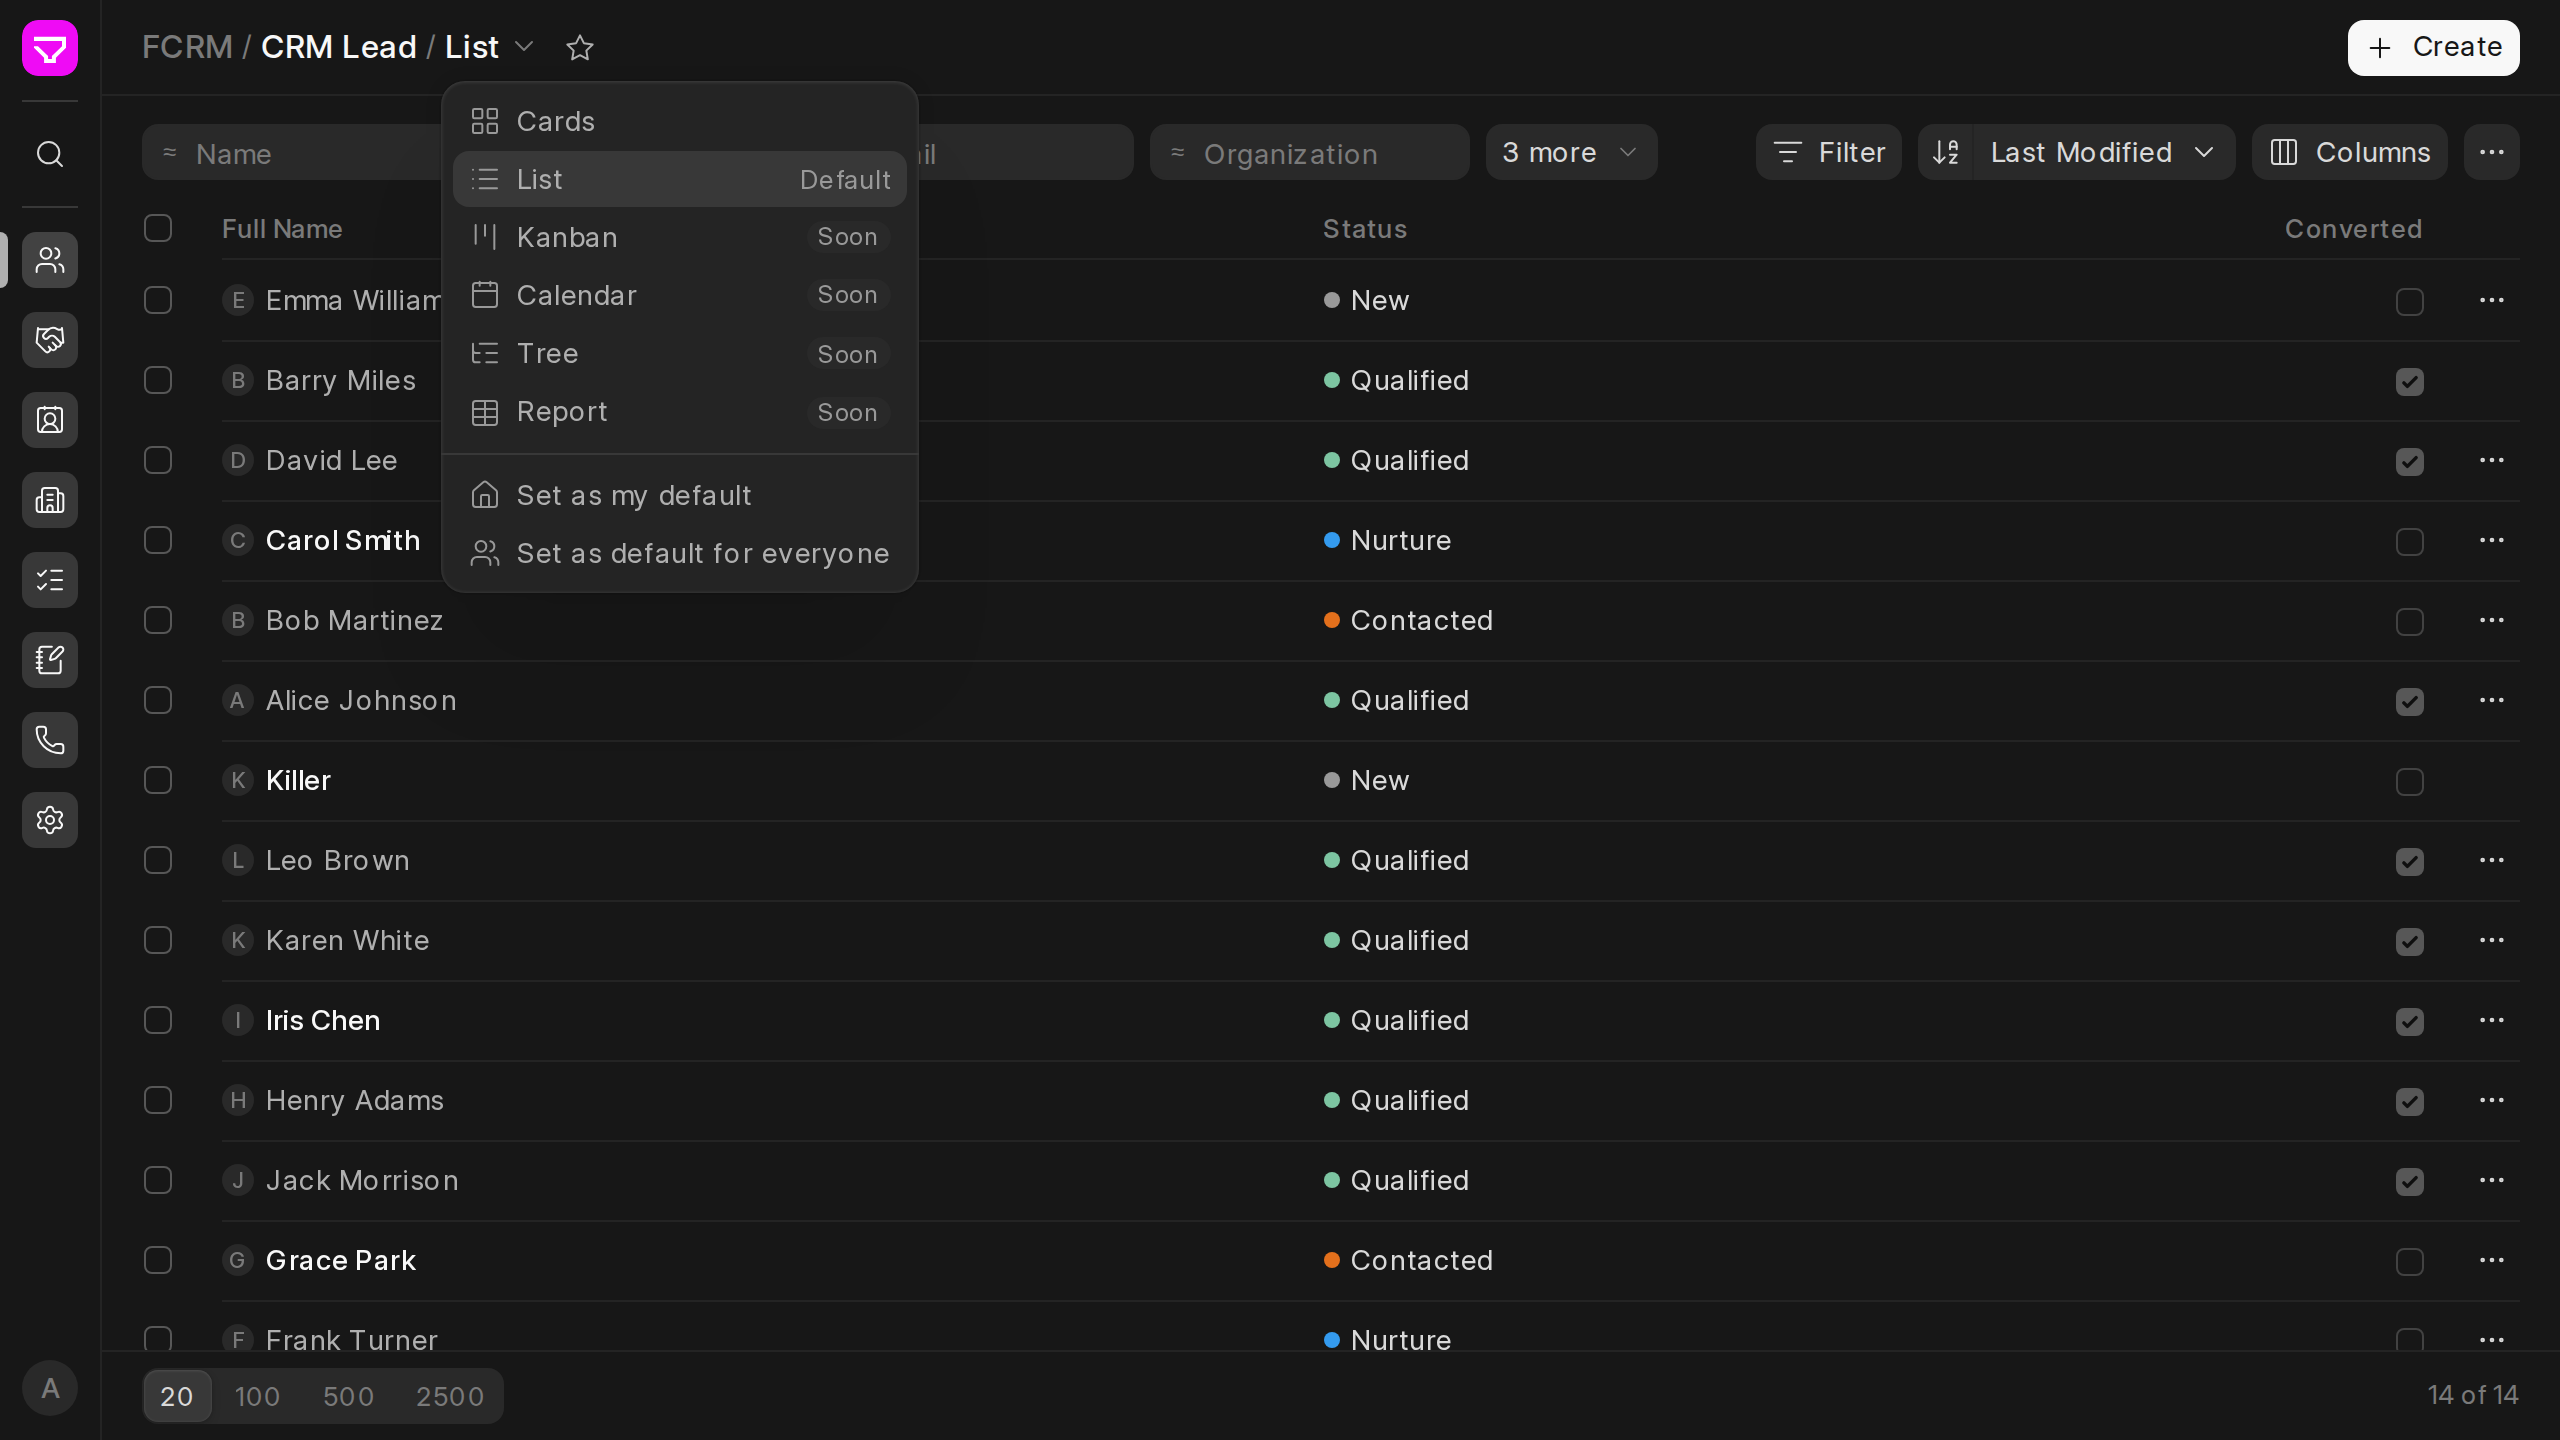 FCRM / CRM Lead / List
Create
Cards
List Default
Kanban Soon
Calendar Soon
Tree Soon
Report Soon
Set as my default
Set as default for everyone
≈ Name
≈ Organization
3 more
Filter
Last Modified
Columns
Full Name Status Converted
E Emma William New
B Barry Miles Qualified
D David Lee Qualified
C Carol Smith Nurture
B Bob Martinez Contacted
A Alice Johnson Qualified
K Killer New
L Leo Brown Qualified
K Karen White Qualified
I Iris Chen Qualified
H Henry Adams Qualified
J Jack Morrison Qualified
G Grace Park Contacted
F Frank Turner Nurture
A
20 100 500 2500
14 of 14